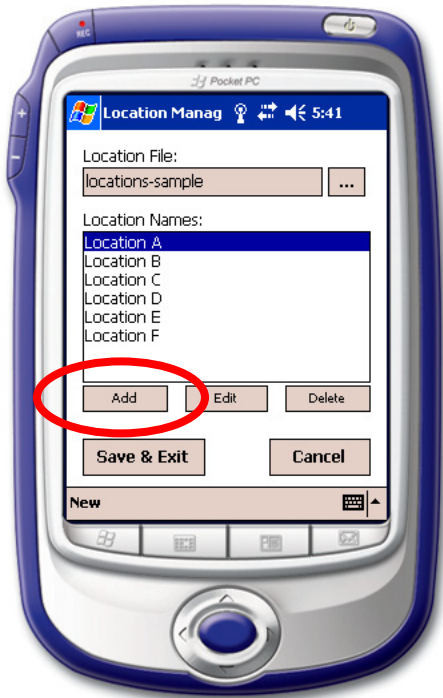 REC
Pocket PC
Location Manag 5:41
Location File:
locations-sample ...
Location Names:
Location A
Location B
Location C
Location D
Location E
Location F
Add Edit Delete
Save & Exit Cancel
New